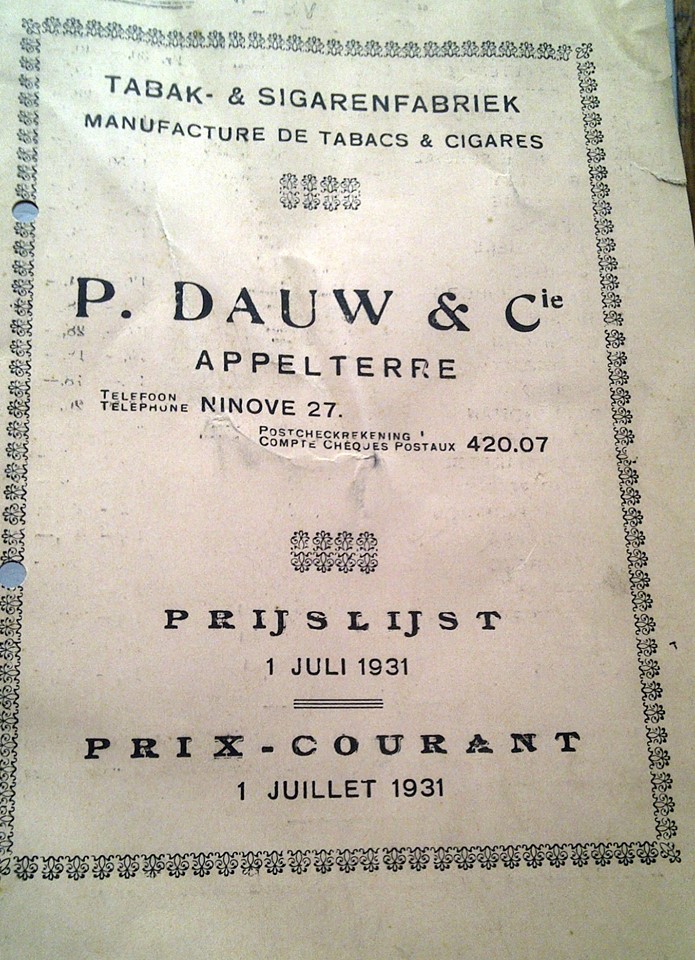 TABAK- & SIGARENFABRIEK
MANUFACTURE DE TABACS & CIGARES
P. DAUW & Cie
APPELTERRE
TELEFOON
TELEPHONE NINOVE 27.
POSTCHECKREKENING
COMPTE CHÈQUES POSTAUX 420.07
PRIJSLIJST
1 JULI 1931
PRIX-COURANT
1 JUILLET 1931